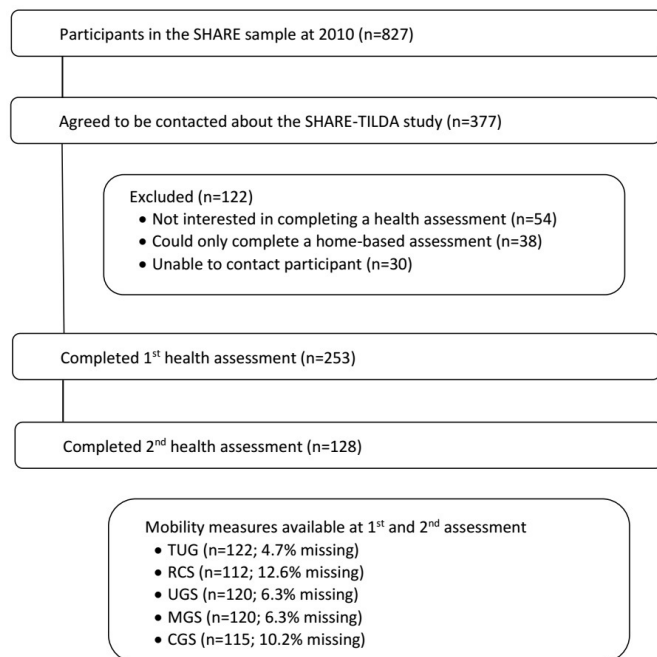 Participants in the SHARE sample at 2010 (n=827)
Agreed to be contacted about the SHARE-TILDA study (n=377)
Excluded (n=122)
• Not interested in completing a health assessment (n=54)
• Could only complete a home-based assessment (n=38)
• Unable to contact participant (n=30)
Completed 1st health assessment (n=253)
Completed 2nd health assessment (n=128)
Mobility measures available at 1st and 2nd assessment
• TUG (n=122; 4.7% missing)
• RCS (n=112; 12.6% missing)
• UGS (n=120; 6.3% missing)
• MGS (n=120; 6.3% missing)
• CGS (n=115; 10.2% missing)